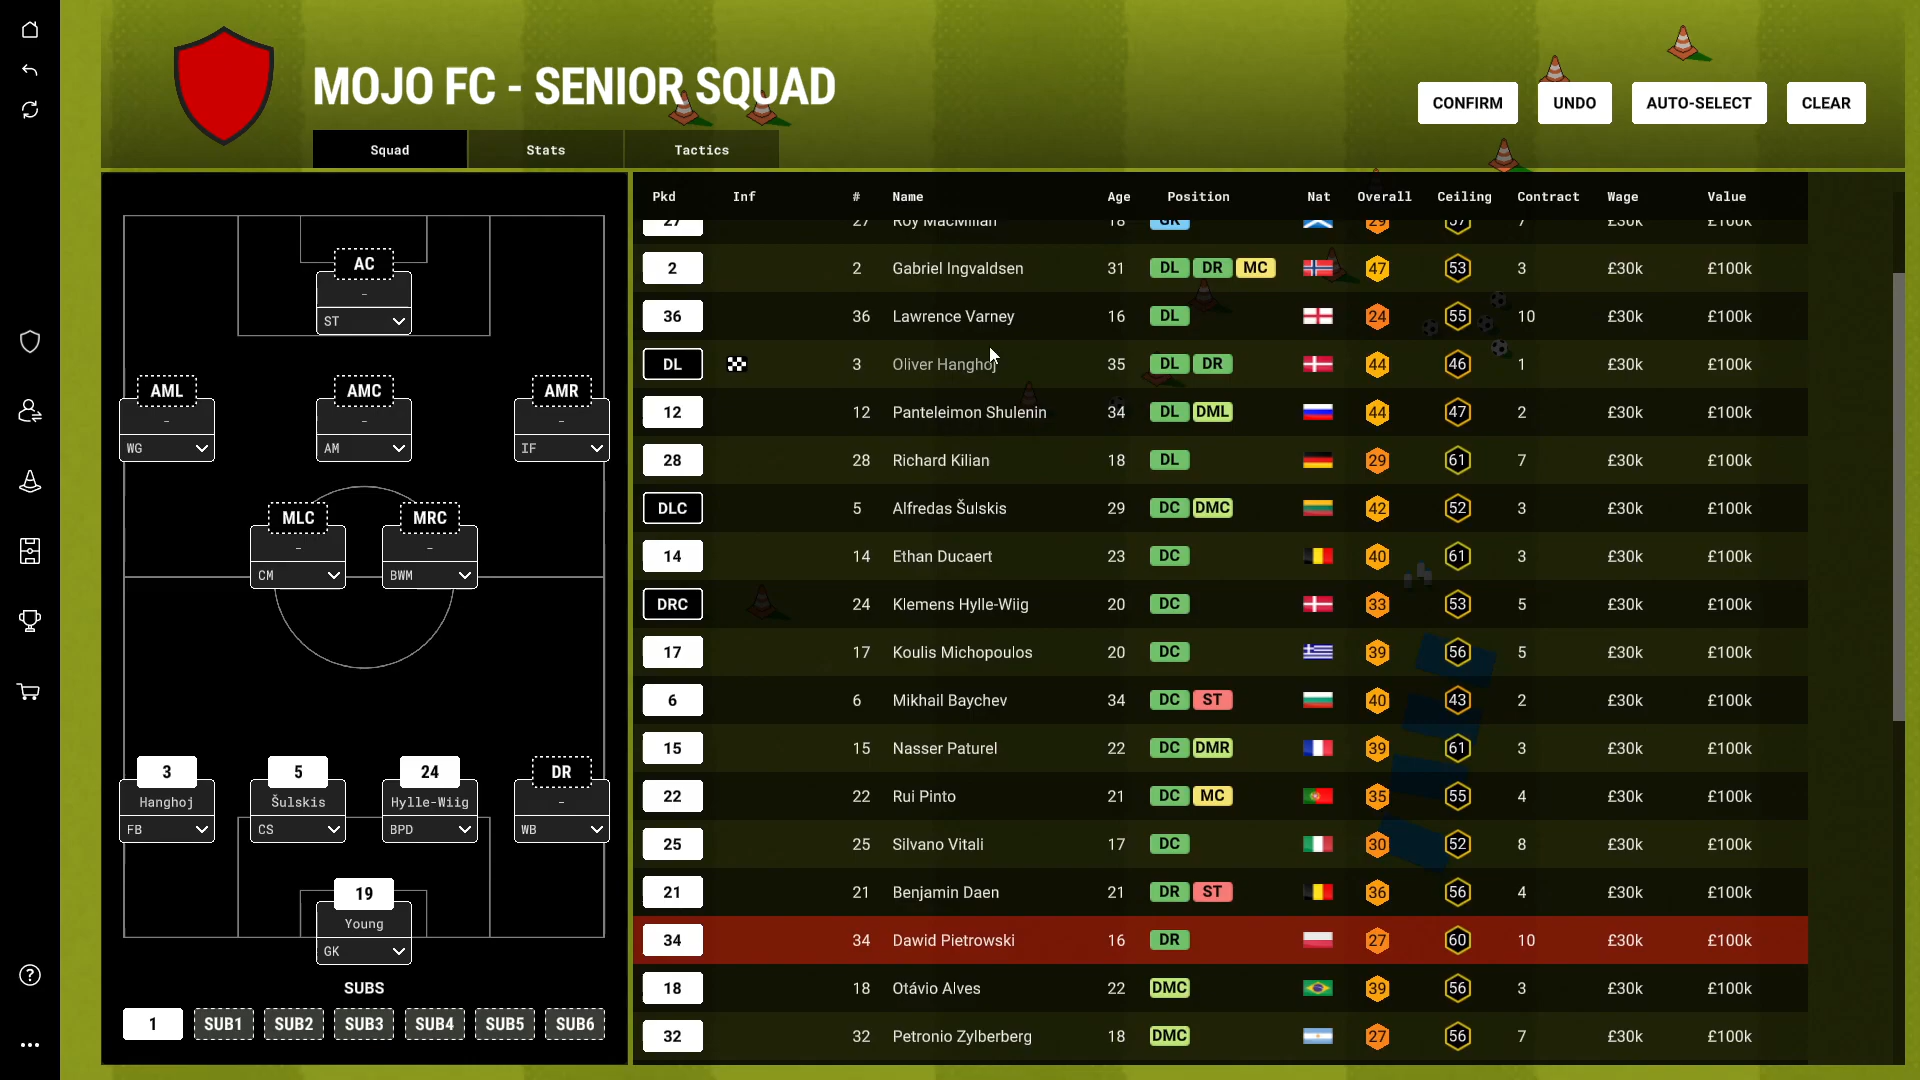 MOJO FC - SENIOR SQUAD
CONFIRM UNDO AUTO-SELECT CLEAR
Squad Stats Tactics
Pkd Inf # Name Age Position Nat Overall Ceiling Contract Wage Value
27 27 Roy MacMillan 18 GK 29 57 7 £30k £100k
2 2 Gabriel Ingvaldsen 31 DL DR MC 47 53 3 £30k £100k
36 36 Lawrence Varney 16 DL 24 55 10 £30k £100k
DL 3 Oliver Hanghoj 35 DL DR 44 46 1 £30k £100k
12 12 Panteleimon Shulenin 34 DL DML 44 47 2 £30k £100k
28 28 Richard Kilian 18 DL 29 61 7 £30k £100k
DLC 5 Alfredas Šulskis 29 DC DMC 42 52 3 £30k £100k
14 14 Ethan Ducaert 23 DC 40 61 3 £30k £100k
DRC 24 Klemens Hylle-Wiig 20 DC 33 53 5 £30k £100k
17 17 Koulis Michopoulos 20 DC 39 56 5 £30k £100k
6 6 Mikhail Baychev 34 DC ST 40 43 2 £30k £100k
15 15 Nasser Paturel 22 DC DMR 39 61 3 £30k £100k
22 22 Rui Pinto 21 DC MC 35 55 4 £30k £100k
25 25 Silvano Vitali 17 DC 30 52 8 £30k £100k
21 21 Benjamin Daen 21 DR ST 36 56 4 £30k £100k
34 34 Dawid Pietrowski 16 DR 27 60 10 £30k £100k
18 18 Otávio Alves 22 DMC 39 56 3 £30k £100k
32 32 Petronio Zylberberg 18 DMC 27 56 7 £30k £100k
AC
-
ST
AML AMC AMR
- - -
WG AM IF
MLC MRC
- -
CM BWM
3 5 24 DR
Hanghoj Šulskis Hylle-Wiig -
FB CS BPD WB
19
Young
GK
SUBS
1 SUB1 SUB2 SUB3 SUB4 SUB5 SUB6